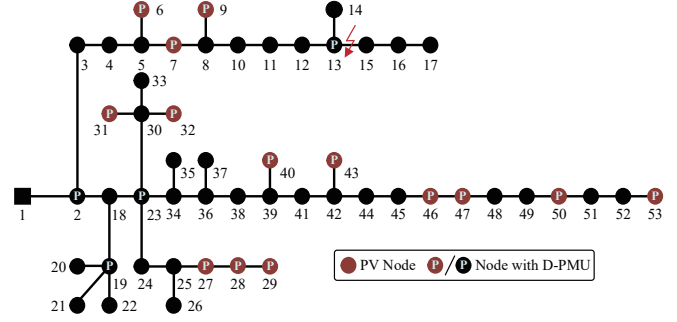 P 6 P 9 14
P P
3 4 5 7 8 10 11 12 13 15 16 17
33
P P
31 30 32
P P
35 37 40 43
P P P P P P
1 2 18 23 34 36 38 39 41 42 44 45 46 47 48 49 50 51 52 53
20 P P P P
19 24 25 27 28 29
21 22 26
PV Node P / P Node with D-PMU